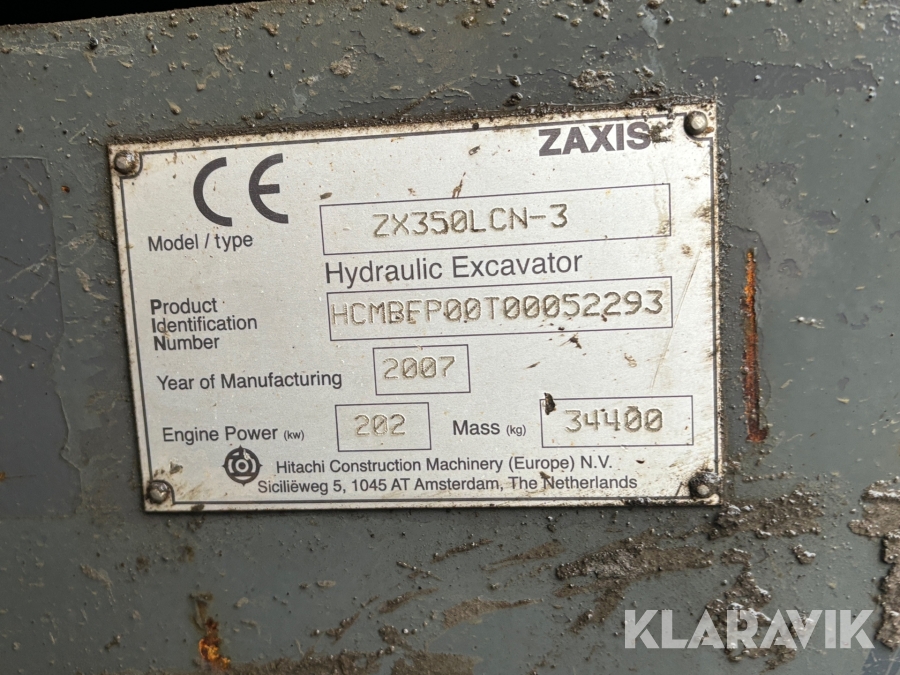 ZAXIS
CE
Model / type ZX350LCN-3
Hydraulic Excavator
Product
Identification
Number
HCMBFP00T00052293
Year of Manufacturing 2007
Engine Power (kw) 202 Mass (kg) 34400
Hitachi Construction Machinery (Europe) N.V.
Siciliëweg 5, 1045 AT Amsterdam, The Netherlands
KLARAVIK